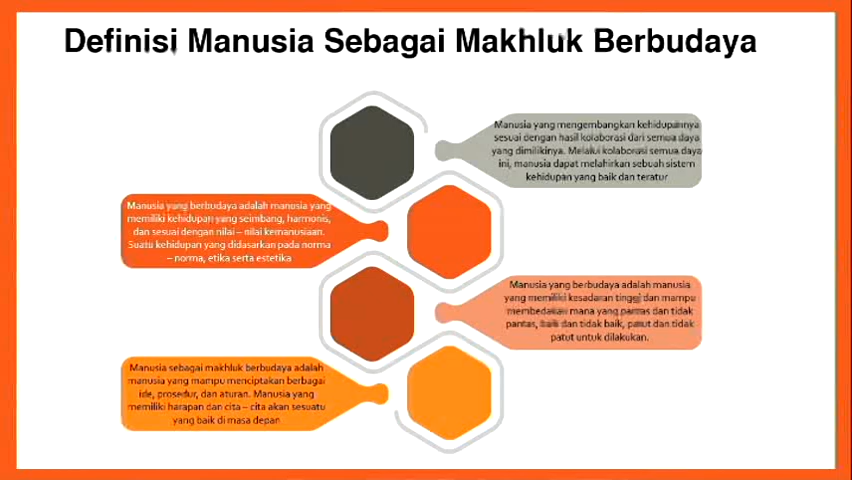 Definisi Manusia Sebagai Makhluk Berbudaya
Manusia yang mengembangkan kehidupannya
sesuai dengan hasil kolaborasi dari semua daya
yang dimilikinya. Melalui kolaborasi semua daya
ini, manusia dapat melahirkan sebuah sistem
kehidupan yang baik dan teratur
Manusia yang berbudaya adalah manusia yang
memiliki kehidupan yang seimbang, harmonis,
dan sesuai dengan nilai – nilai kemanusiaan.
Suatu kehidupan yang didasarkan pada norma
– norma, etika serta estetika
Manusia yang berbudaya adalah manusia
yang memiliki kesadaran tinggi dan mampu
membedakan mana yang pantas dan tidak
pantas, baik dan tidak baik, patut dan tidak
patut untuk dilakukan.
Manusia sebagai makhluk berbudaya adalah
manusia yang mampu menciptakan berbagai
ide, prosedur, dan aturan. Manusia yang
memiliki harapan dan cita – cita akan sesuatu
yang baik di masa depan